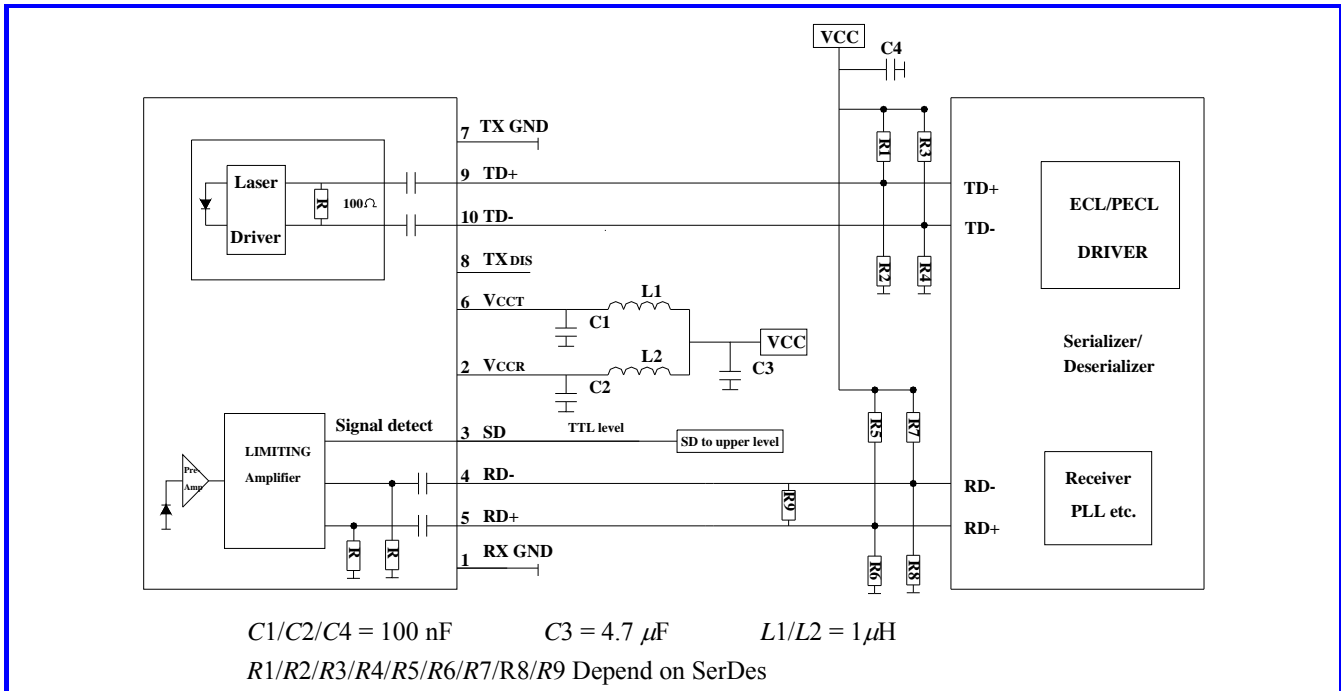 VCC
C4
7 TX GND
R1
R3
Laser
Driver
R
100Ω
9 TD+
TD+
10 TD-
TD-
ECL/PECL
DRIVER
R2
R4
8 TXDIS
6 VCCT
L1
C1
VCC
2 VCCR
L2
C2
C3
Serializer/
Deserializer
Signal detect
3 SD
TTL level
SD to upper level
R5
R7
LIMITING
Amplifier
Pre-
Amp
4 RD-
R9
RD-
Receiver
PLL etc.
5 RD+
RD+
R
R
1 RX GND
R6
R8
C1/C2/C4 = 100 nF C3 = 4.7 μF L1/L2 = 1μH
R1/R2/R3/R4/R5/R6/R7/R8/R9 Depend on SerDes